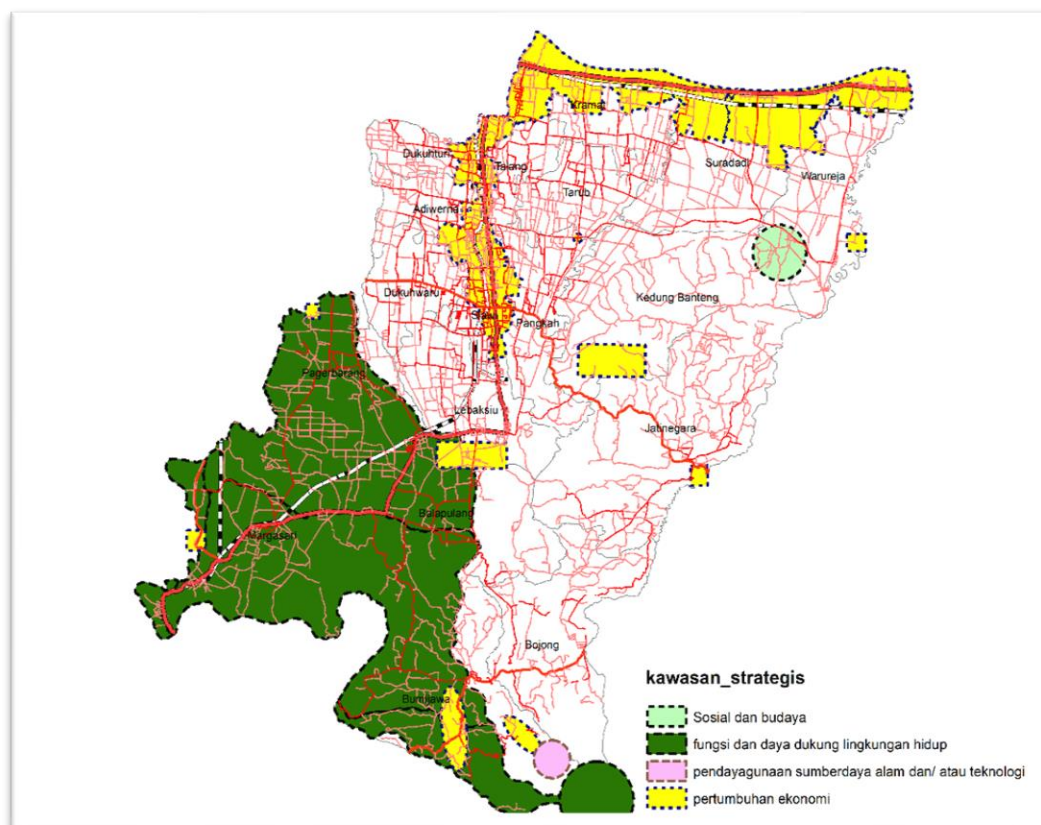 Kramat
Dukuhturi
Talang
Suradadi
Warureja
Tarub
Adiwerna
Kedung Banteng
Dukuhwaru
Slawi
Pangkah
Pagerbarang
Lebaksiu
Jatinegara
Balapulang
Margasari
Bojong
Bumijawa
kawasan_strategis
Sosial dan budaya
fungsi dan daya dukung lingkungan hidup
pendayagunaan sumberdaya alam dan/ atau teknologi
pertumbuhan ekonomi